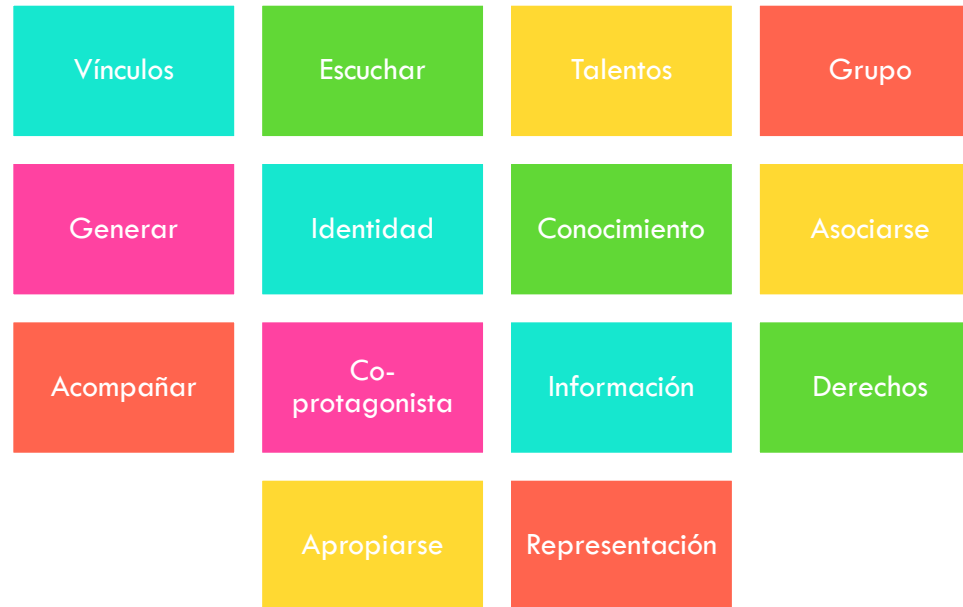 Vínculos
Escuchar
Talentos
Grupo
Generar
Identidad
Conocimiento
Asociarse
Acompañar
Co-
protagonista
Información
Derechos
Apropiarse
Representación